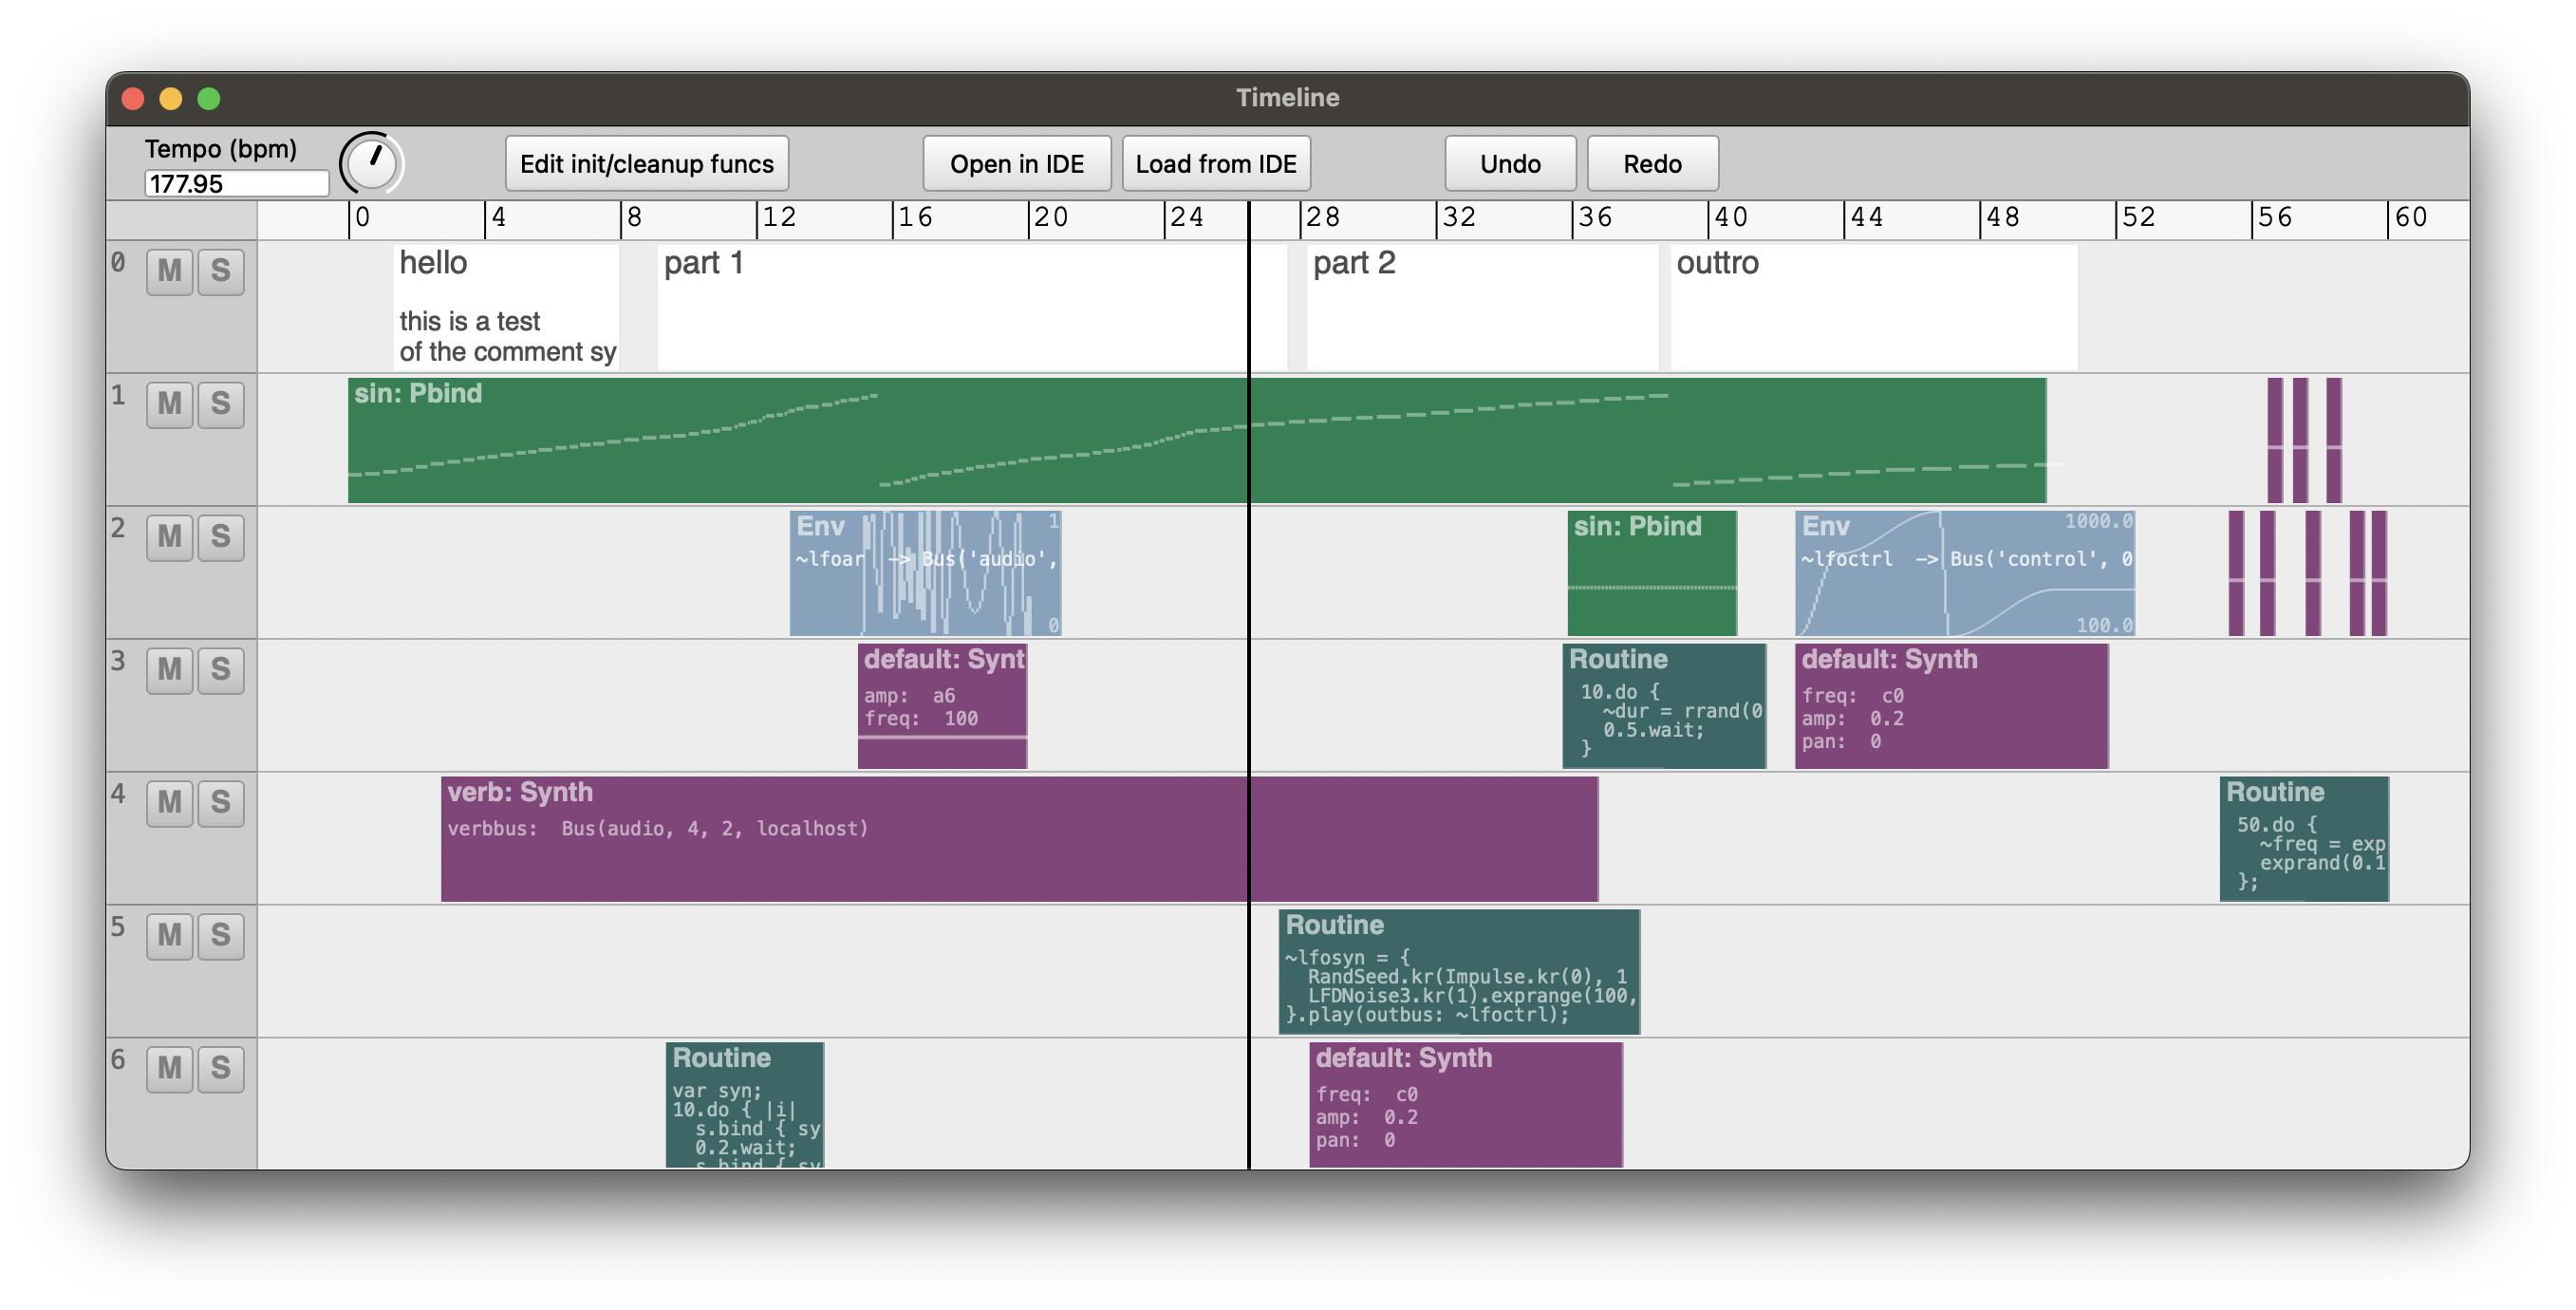 Timeline
Tempo (bpm)
177.95
Edit init/cleanup funcs
Open in IDE
Load from IDE
Undo
Redo
0 4 8 12 16 20 24 28 32 36 40 44 48 52 56 60
0 M S
hello
this is a test
of the comment sy
part 1
part 2
outtro
1 M S
sin: Pbind
2 M S
Env
1
~lfoar -> Bus('audio',
0
sin: Pbind
Env
1000.0
~lfoctrl -> Bus('control', 0
100.0
3 M S
default: Synt
amp: a6
freq: 100
Routine
10.do {
~dur = rrand(0
0.5.wait;
}
default: Synth
freq: c0
amp: 0.2
pan: 0
4 M S
verb: Synth
verbbus: Bus(audio, 4, 2, localhost)
Routine
50.do {
~freq = exp
exprand(0.1
};
5 M S
Routine
~lfosyn = {
RandSeed.kr(Impulse.kr(0), 1
LFDNoise3.kr(1).exprange(100,
}.play(outbus: ~lfoctrl);
6 M S
Routine
var syn;
10.do { |i|
s.bind { sy
0.2.wait;
s.bind { sy
default: Synth
freq: c0
amp: 0.2
pan: 0